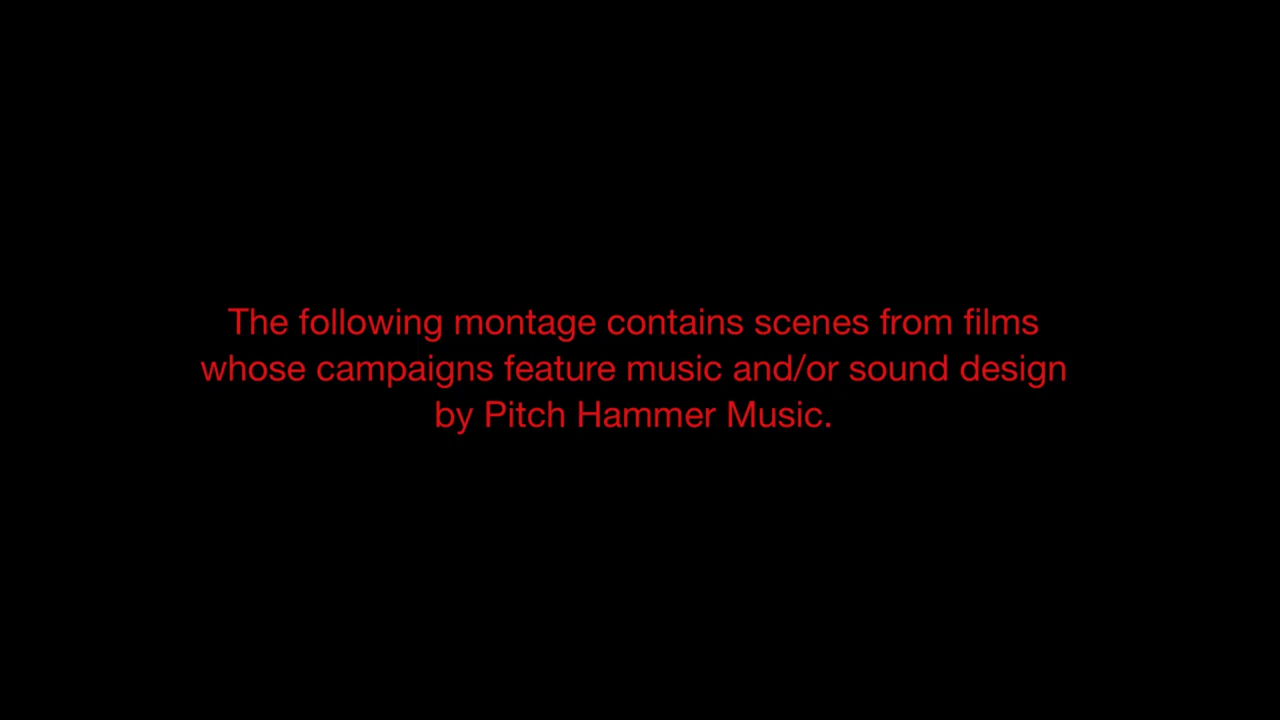 The following montage contains scenes from films
whose campaigns feature music and/or sound design
by Pitch Hammer Music.